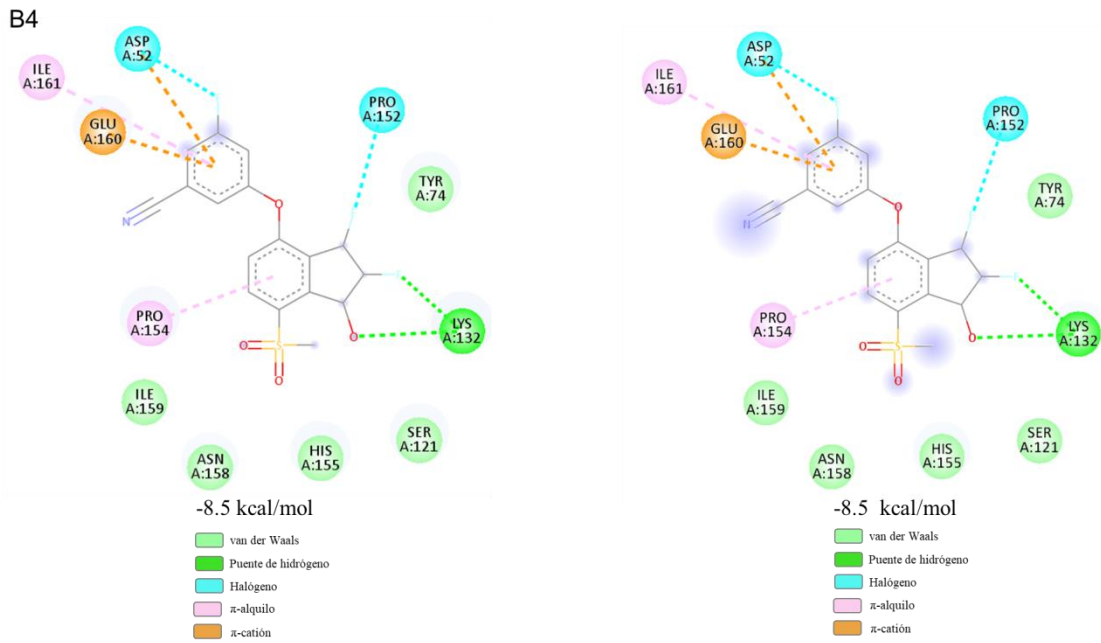 B4
ASP
A:52
ILE
A:161
PRO
A:152
GLU
A:160
TYR
A:74
N
O
PRO
A:154
LYS
A:132
O
S
O
O
ILE
A:159
SER
A:121
ASN
A:158
HIS
A:155
-8.5 kcal/mol
van der Waals
Puente de hidrógeno
Halógeno
π-alquilo
π-catión
ASP
A:52
ILE
A:161
PRO
A:152
GLU
A:160
TYR
A:74
N
O
PRO
A:154
LYS
A:132
O
S
O
O
ILE
A:159
SER
A:121
ASN
A:158
HIS
A:155
-8.5 kcal/mol
van der Waals
Puente de hidrógeno
Halógeno
π-alquilo
π-catión